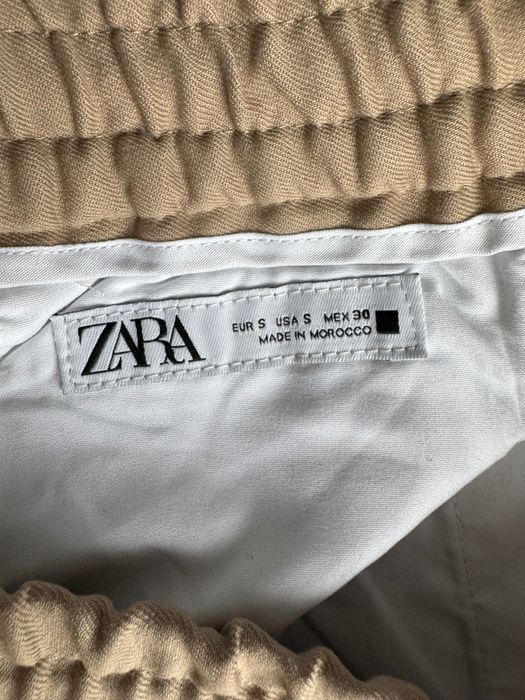 ZARA
EUR S USA S MEX 30
MADE IN MOROCCO